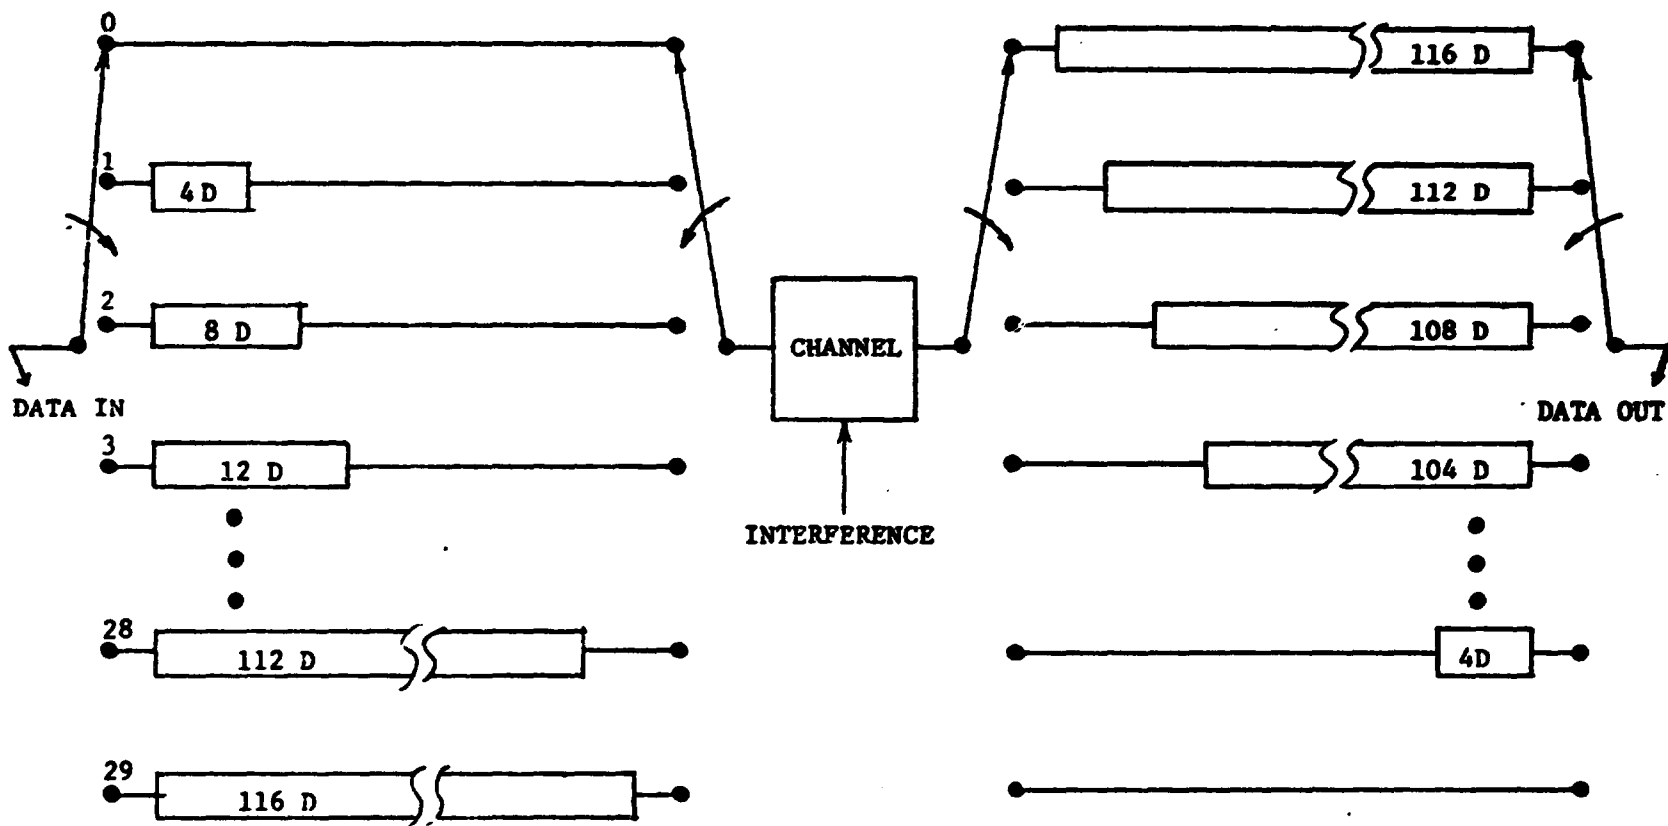 0
116 D
1
4D
112 D
2
8 D
108 D
CHANNEL
DATA IN
DATA OUT
3
12 D
104 D
INTERFERENCE
28
112 D
4D
29
116 D